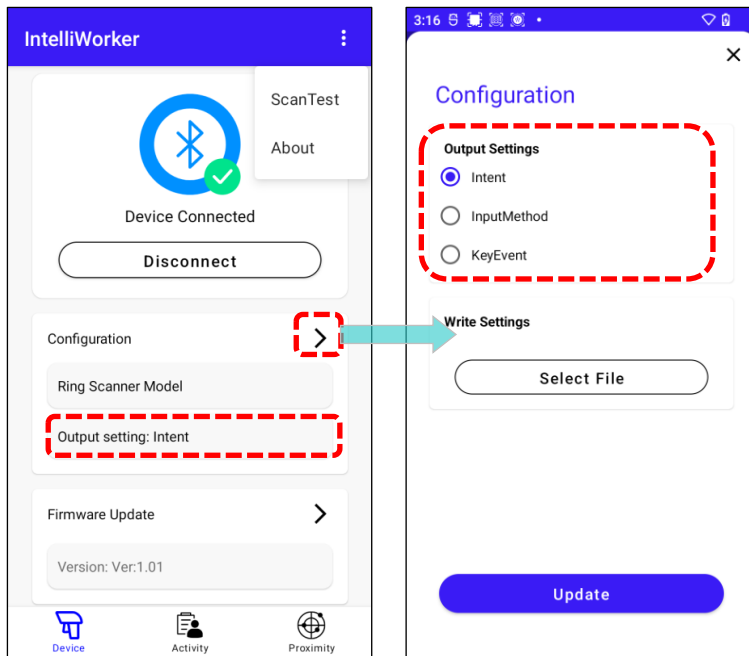 IntelliWorker
ScanTest
About
Device Connected
Disconnect
Configuration
Ring Scanner Model
Output setting: Intent
Firmware Update
Version: Ver:1.01
Device
Activity
Proximity
3:16
Configuration
Output Settings
Intent
InputMethod
KeyEvent
Write Settings
Select File
Update